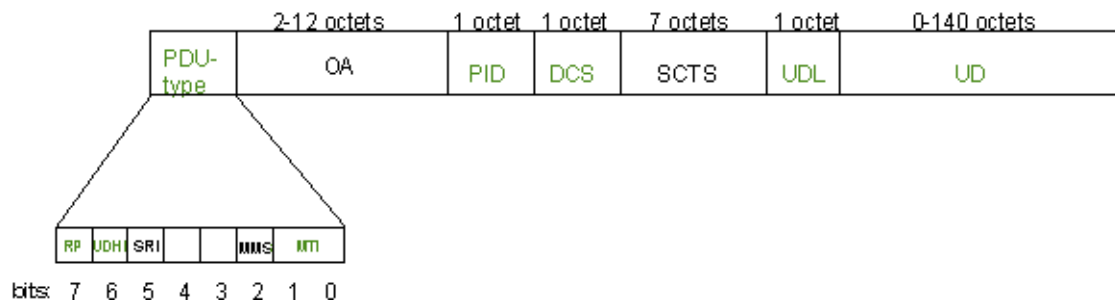 2-12 octets 1 octet 1 octet 7 octets 1 octet 0-140 octets
PDU-
type OA PID DCS SCTS UDL UD
RP UDHI SRI MMS MTI
bits: 7 6 5 4 3 2 1 0